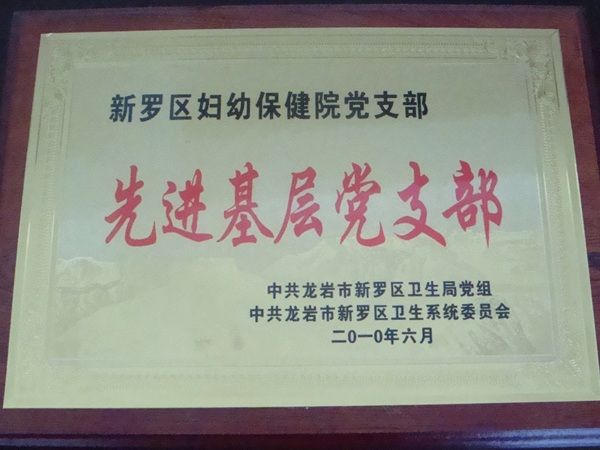 新罗区妇幼保健院党支部
先进基层党支部
中共龙岩市新罗区卫生局党组
中共龙岩市新罗区卫生系统委员会
二0一0年六月